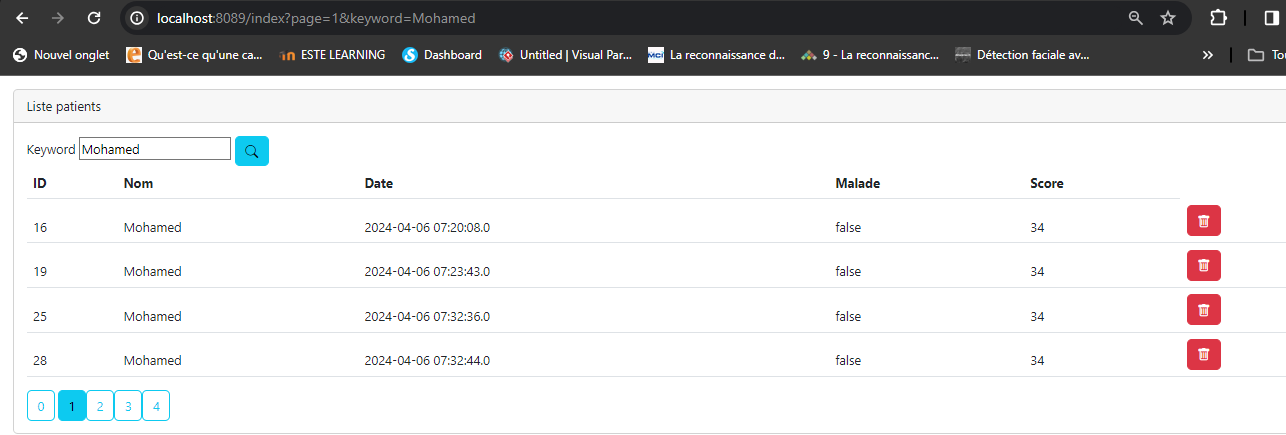 localhost:8089/index?page=1&keyword=Mohamed
Nouvel onglet Qu'est-ce qu'une ca... ESTE LEARNING Dashboard Untitled | Visual Par... MCI La reconnaissance d... 9 - La reconnaissanc... Détection faciale av... » Tou
Liste patients
Keyword Mohamed
ID Nom Date Malade Score
16 Mohamed 2024-04-06 07:20:08.0 false 34
19 Mohamed 2024-04-06 07:23:43.0 false 34
25 Mohamed 2024-04-06 07:32:36.0 false 34
28 Mohamed 2024-04-06 07:32:44.0 false 34
0 1 2 3 4